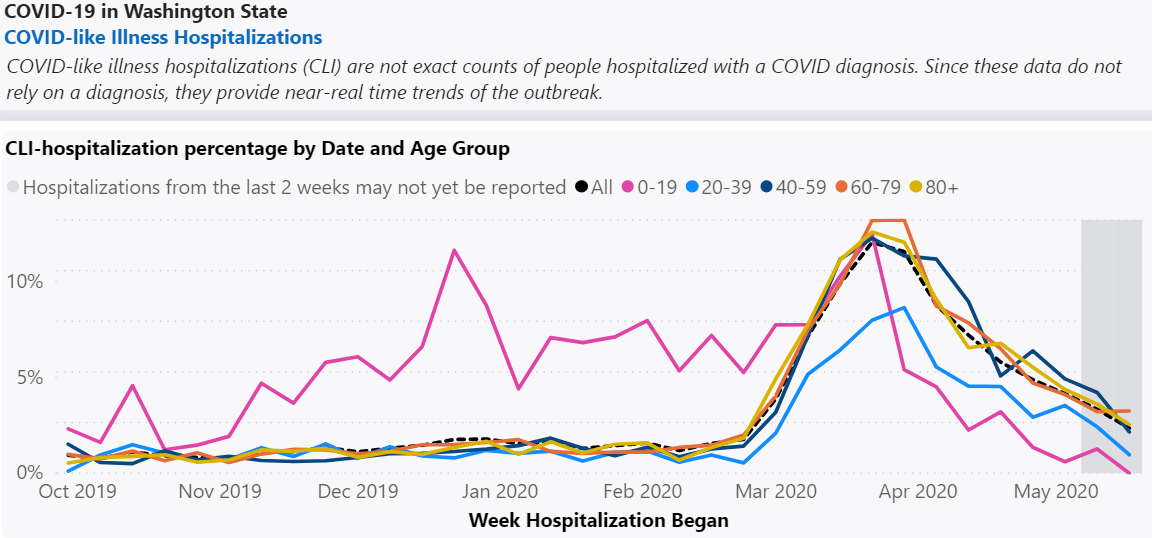 COVID-19 in Washington State
COVID-like Illness Hospitalizations
COVID-like illness hospitalizations (CLI) are not exact counts of people hospitalized with a COVID diagnosis. Since these data do not
rely on a diagnosis, they provide near-real time trends of the outbreak.
CLI-hospitalization percentage by Date and Age Group
Hospitalizations from the last 2 weeks may not yet be reported All 0-19 20-39 40-59 60-79 80+
10%
5%
0%
Oct 2019 Nov 2019 Dec 2019 Jan 2020 Feb 2020 Mar 2020 Apr 2020 May 2020
Week Hospitalization Began